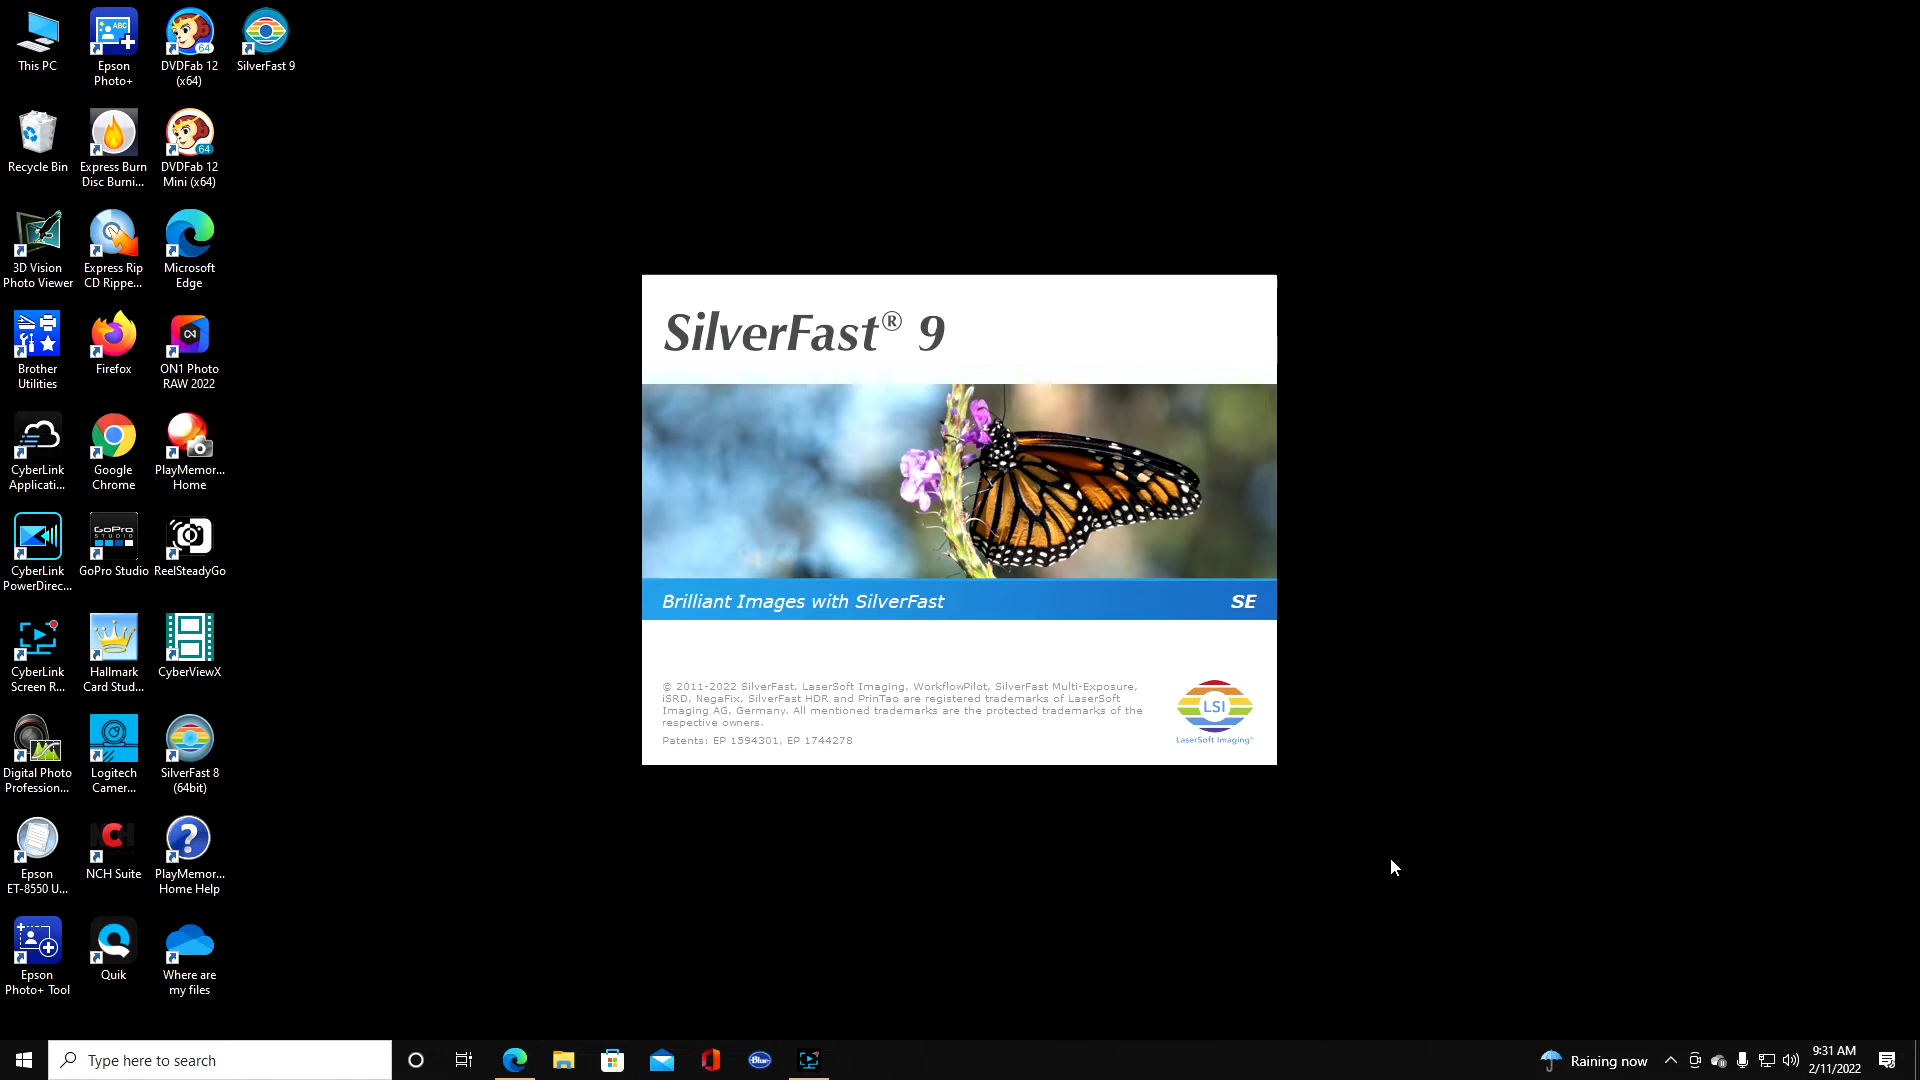 This PC
Epson
Photo+
DVDFab 12
(x64)
64
SilverFast 9
ABC
Recycle Bin
Express Burn
Disc Burni...
DVDFab 12
Mini (x64)
64
3D Vision
Photo Viewer
Express Rip
CD Rippe...
Microsoft
Edge
Brother
Utilities
Firefox
ON1 Photo
RAW 2022
CyberLink
Applicati...
Google
Chrome
PlayMemor...
Home
CyberLink
PowerDirec...
GoPro
STUDIO
GoPro Studio
ReelSteadyGo
CyberLink
Screen R...
Hallmark
Card Stud...
CyberViewX
Digital Photo
Profession...
Logitech
Camer...
SilverFast 8
(64bit)
Epson
ET-8550 U...
NCH
NCH Suite
PlayMemor...
Home Help
Epson
Photo+ Tool
Quik
Where are
my files
SilverFast® 9
Brilliant Images with SilverFast
SE
© 2011-2022 SilverFast, LaserSoft Imaging, WorkflowPilot, SilverFast Multi-Exposure,
iSRD, NegaFix, SilverFast HDR and PrinTao are registered trademarks of LaserSoft
Imaging AG, Germany. All mentioned trademarks are the protected trademarks of the
respective owners.
Patents: EP 1594301, EP 1744278
LSI
LaserSoft Imaging®
Type here to search
Blue
Raining now
9:31 AM
2/11/2022